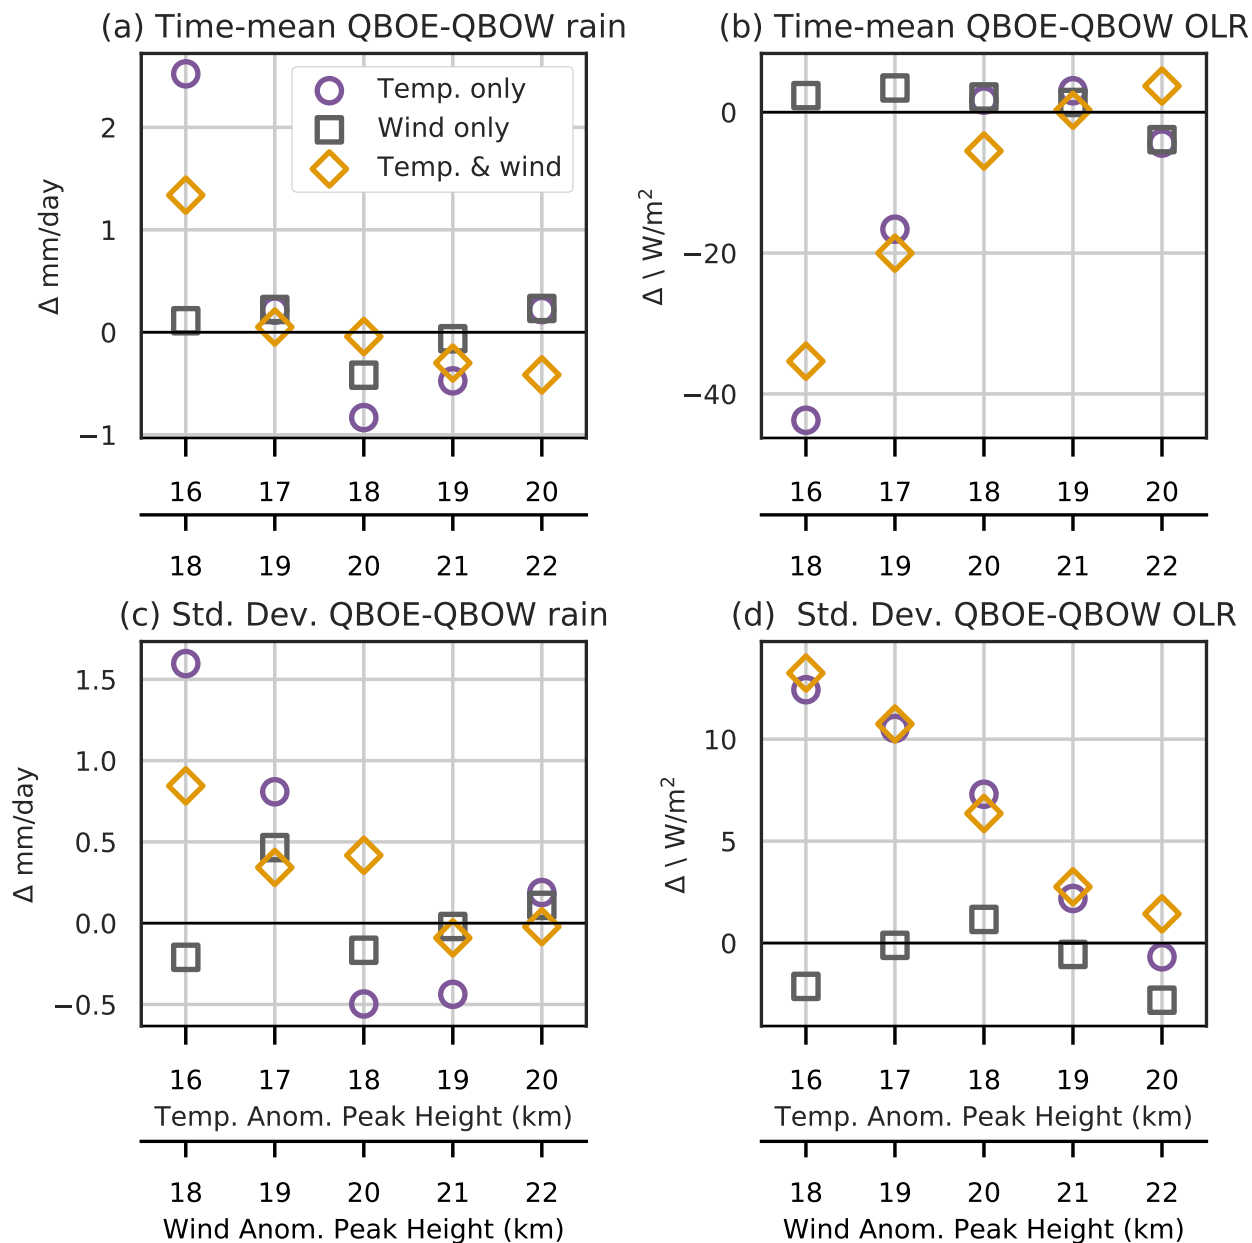 (a) Time-mean QBOE-QBOW rain
Temp. only
Wind only
Temp. & wind
2
1
0
−1
Δ mm/day
16 17 18 19 20
18 19 20 21 22
(b) Time-mean QBOE-QBOW OLR
0
−20
−40
Δ \ W/m²
16 17 18 19 20
18 19 20 21 22
(c) Std. Dev. QBOE-QBOW rain
1.5
1.0
0.5
0.0
−0.5
Δ mm/day
16 17 18 19 20
Temp. Anom. Peak Height (km)
18 19 20 21 22
Wind Anom. Peak Height (km)
(d) Std. Dev. QBOE-QBOW OLR
10
5
0
Δ \ W/m²
16 17 18 19 20
Temp. Anom. Peak Height (km)
18 19 20 21 22
Wind Anom. Peak Height (km)